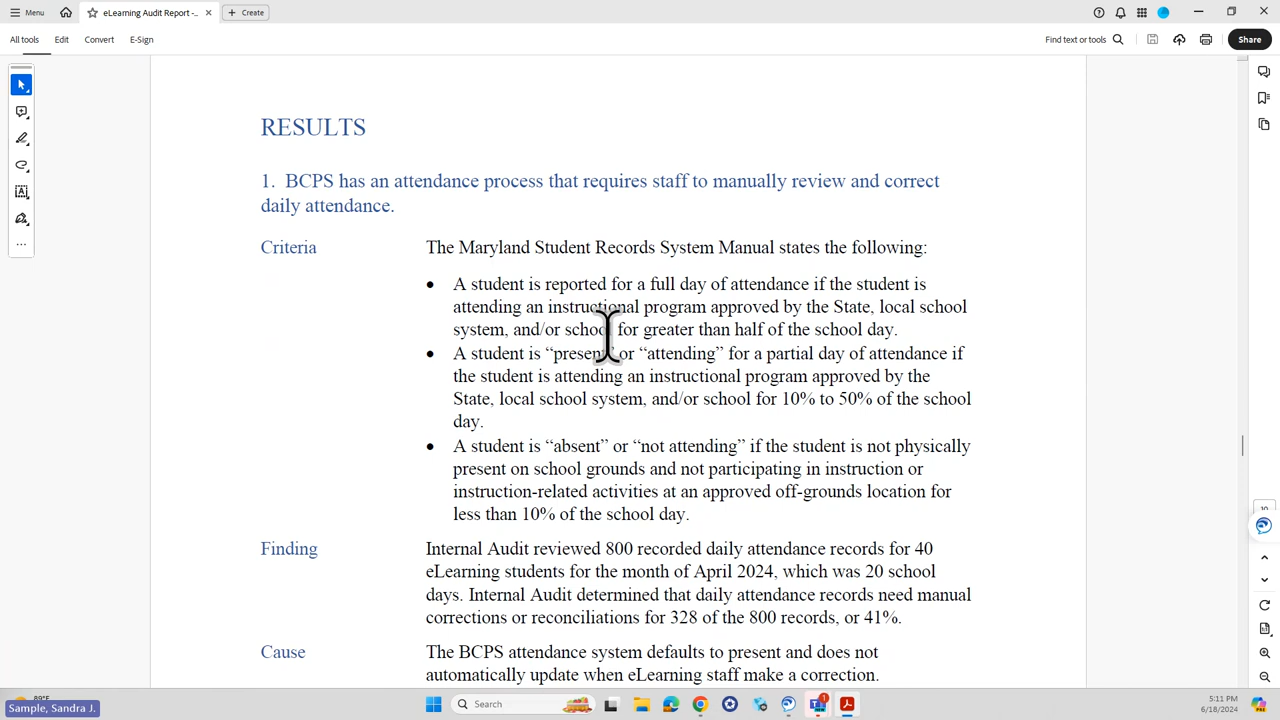 Menu
eLearning Audit Report -...
Create
All tools
Edit
Convert
E-Sign
Find text or tools
Share
RESULTS
1. BCPS has an attendance process that requires staff to manually review and correct
daily attendance.
Criteria
The Maryland Student Records System Manual states the following:
• A student is reported for a full day of attendance if the student is
attending an instructional program approved by the State, local school
system, and/or school for greater than half of the school day.
• A student is “present” or “attending” for a partial day of attendance if
the student is attending an instructional program approved by the
State, local school system, and/or school for 10% to 50% of the school
day.
• A student is “absent” or “not attending” if the student is not physically
present on school grounds and not participating in instruction or
instruction-related activities at an approved off-grounds location for
less than 10% of the school day.
Finding
Internal Audit reviewed 800 recorded daily attendance records for 40
eLearning students for the month of April 2024, which was 20 school
days. Internal Audit determined that daily attendance records need manual
corrections or reconciliations for 328 of the 800 records, or 41%.
Cause
The BCPS attendance system defaults to present and does not
automatically update when eLearning staff make a correction.
89°F
Sample, Sandra J.
Search
1
5:11 PM
6/18/2024